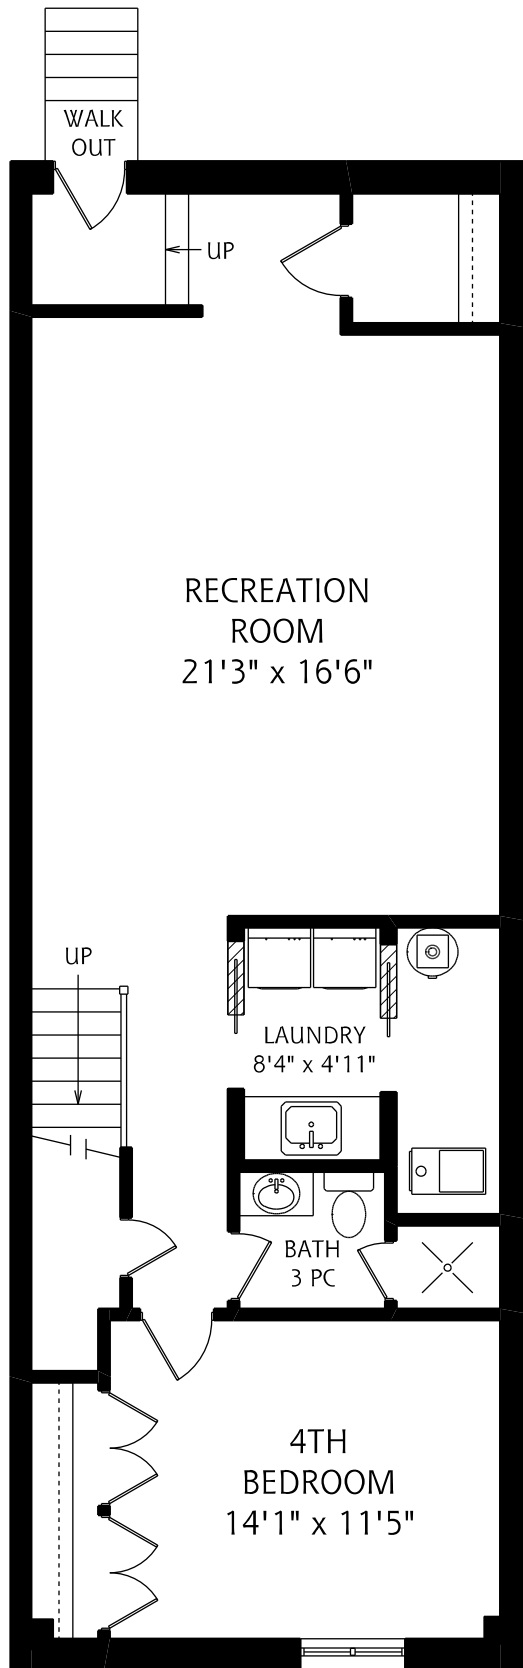 WALK
OUT
UP
RECREATION
ROOM
21'3" x 16'6"
UP
LAUNDRY
8'4" x 4'11"
BATH
3 PC
4TH
BEDROOM
14'1" x 11'5"